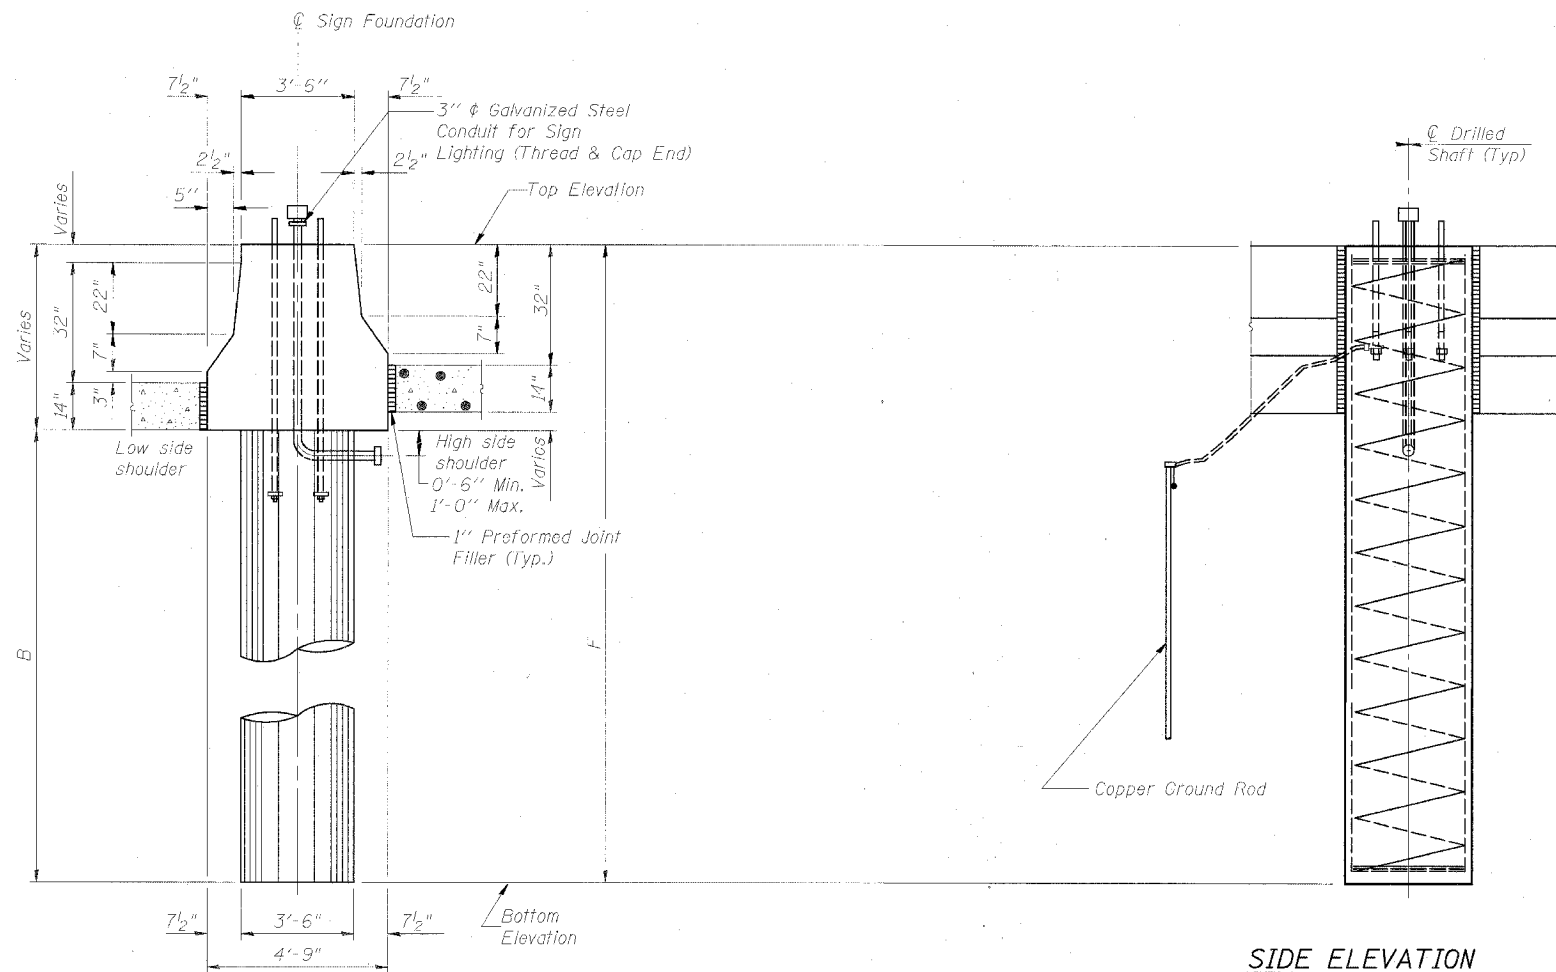 ℄ Sign Foundation
7½"
3'-6"
7½"
3'' ϕ Galvanized Steel
Conduit for Sign
Lighting (Thread & Cap End)
℄ Drilled
Shaft (Typ)
2½"
2½"
5''
Top Elevation
Varies
Varies
32"
22"
7"
3"
14"
22"
7"
32"
14"
Low side
shoulder
High side
shoulder
0'-6'' Min.
1'-0'' Max.
Varies
1'' Preformed Joint
Filler (Typ.)
B
F
Copper Ground Rod
7½"
3'-6"
7½"
4'-9"
Bottom
Elevation
SIDE ELEVATION